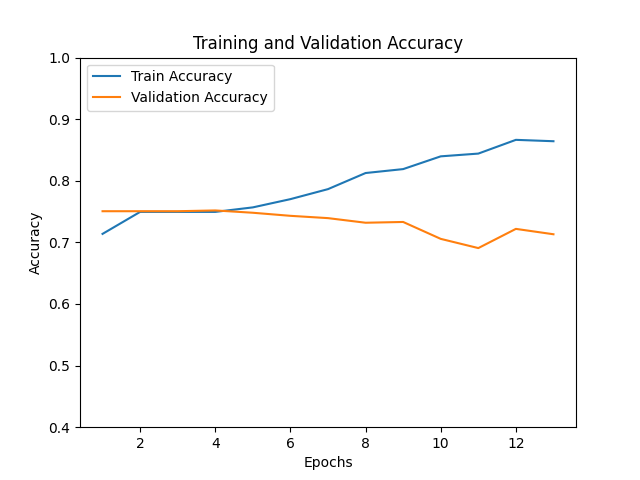 Training and Validation Accuracy
Train Accuracy
Validation Accuracy
1.0
0.9
0.8
0.7
0.6
0.5
0.4
Accuracy
2 4 6 8 10 12
Epochs